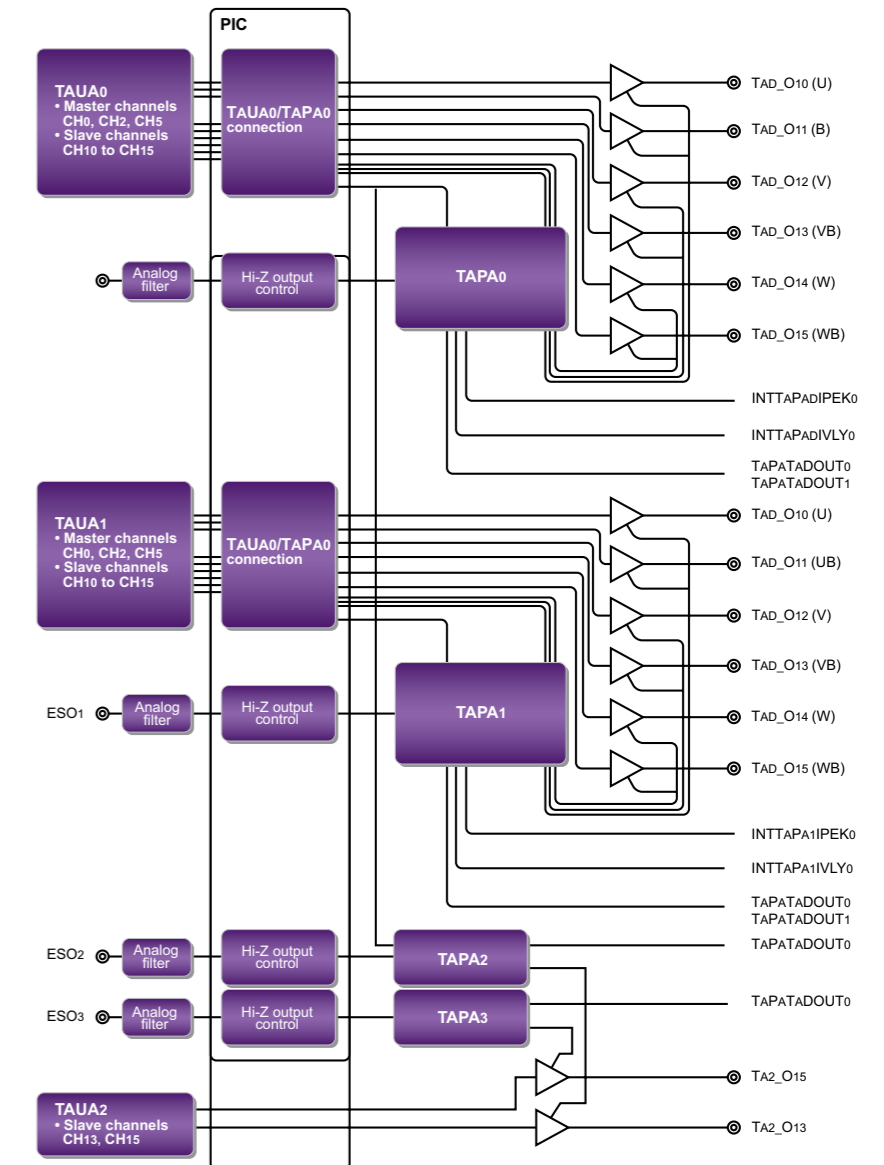 PIC
TAUA0
• Master channels
CH0, CH2, CH5
• Slave channels
CH10 to CH15
TAUA0/TAPA0
connection
TAD_O10 (U)
TAD_O11 (B)
TAD_O12 (V)
TAD_O13 (VB)
TAD_O14 (W)
TAD_O15 (WB)
Analog
filter
Hi-Z output
control
TAPA0
INTTAPADIPEK0
INTTAPADIVLY0
TAPATADOUT0
TAPATADOUT1
TAUA1
• Master channels
CH0, CH2, CH5
• Slave channels
CH10 to CH15
TAUA0/TAPA0
connection
TAD_O10 (U)
TAD_O11 (UB)
TAD_O12 (V)
TAD_O13 (VB)
TAD_O14 (W)
TAD_O15 (WB)
ESO1
Analog
filter
Hi-Z output
control
TAPA1
INTTAPA1IPEK0
INTTAPA1IVLY0
TAPATADOUT0
TAPATADOUT1
ESO2
Analog
filter
Hi-Z output
control
TAPA2
TAPATADOUT0
ESO3
Analog
filter
Hi-Z output
control
TAPA3
TAPATADOUT0
TA2_O15
TAUA2
• Slave channels
CH13, CH15
TA2_O13